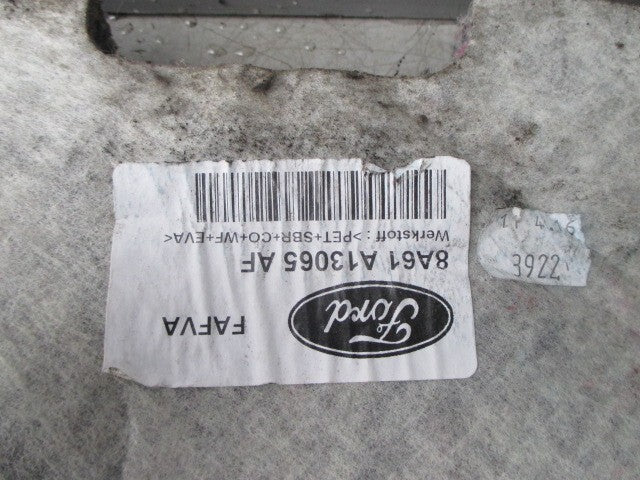 Werkstoff : >PET+SBR+CO+WF+EVA<
8A61 A13065 AF
Ford
FAFVA
3922